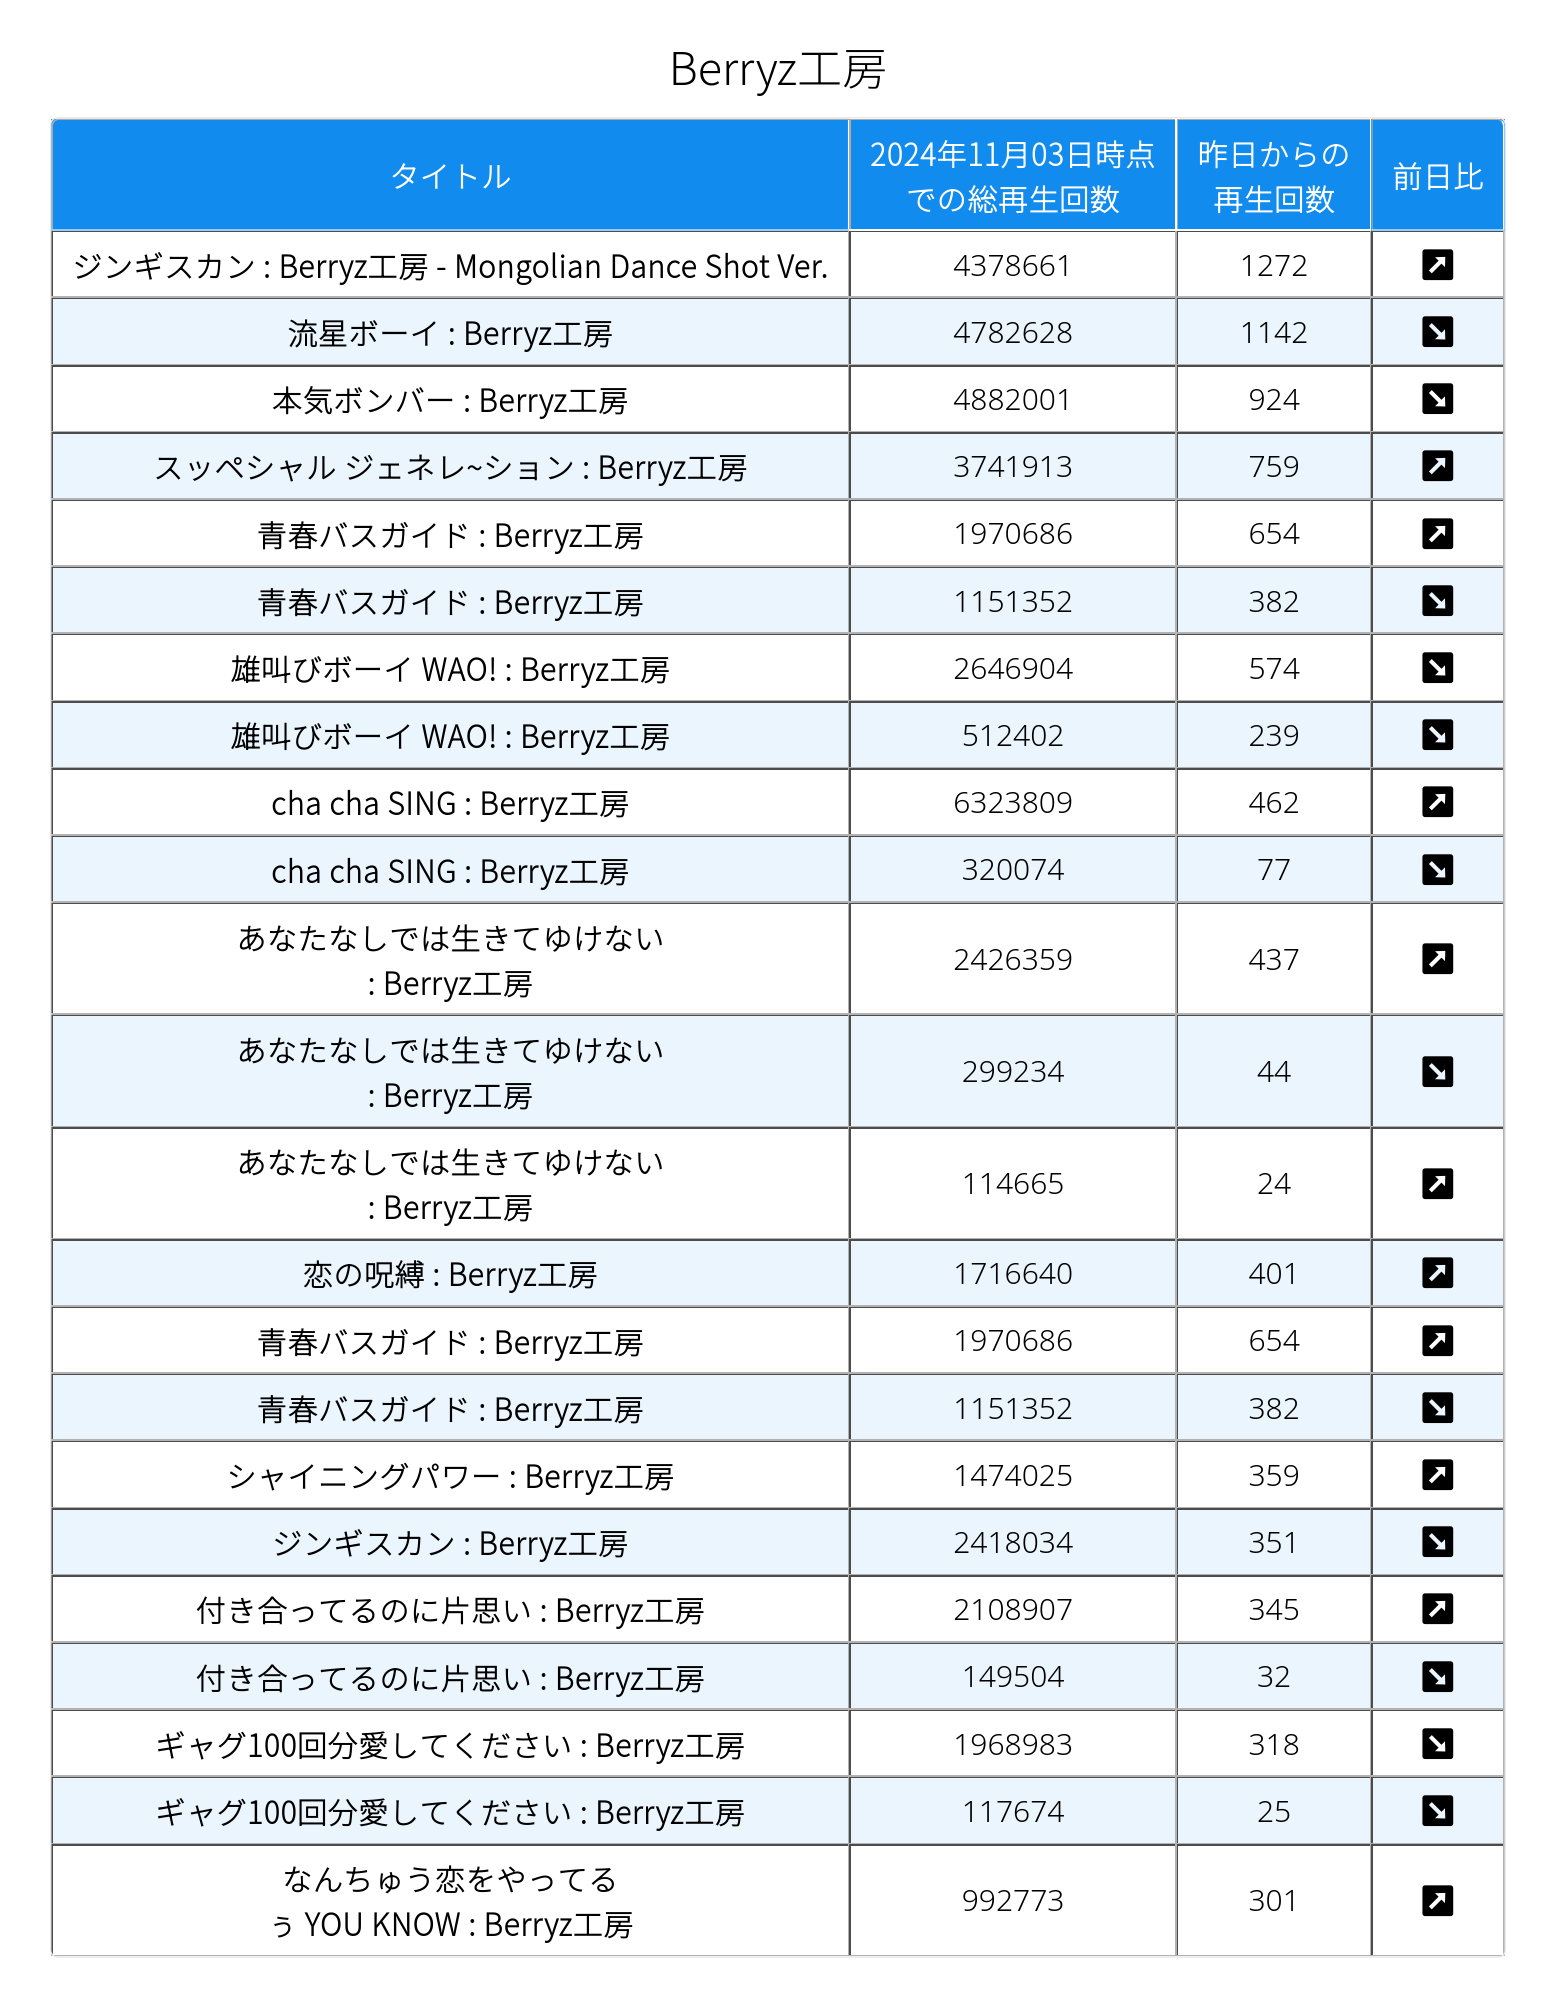 Berryz工房
タイトル
2024年11月03日時点
での総再生回数
昨日からの
再生回数
前日比
ジンギスカン : Berryz工房 - Mongolian Dance Shot Ver. 4378661 1272
流星ボーイ : Berryz工房 4782628 1142
本気ボンバー : Berryz工房 4882001 924
スッペシャル ジェネレ~ション : Berryz工房 3741913 759
青春バスガイド : Berryz工房 1970686 654
青春バスガイド : Berryz工房 1151352 382
雄叫びボーイ WAO! : Berryz工房 2646904 574
雄叫びボーイ WAO! : Berryz工房 512402 239
cha cha SING : Berryz工房 6323809 462
cha cha SING : Berryz工房 320074 77
あなたなしでは生きてゆけない
: Berryz工房 2426359 437
あなたなしでは生きてゆけない
: Berryz工房 299234 44
あなたなしでは生きてゆけない
: Berryz工房 114665 24
恋の呪縛 : Berryz工房 1716640 401
青春バスガイド : Berryz工房 1970686 654
青春バスガイド : Berryz工房 1151352 382
シャイニングパワー : Berryz工房 1474025 359
ジンギスカン : Berryz工房 2418034 351
付き合ってるのに片思い : Berryz工房 2108907 345
付き合ってるのに片思い : Berryz工房 149504 32
ギャグ100回分愛してください : Berryz工房 1968983 318
ギャグ100回分愛してください : Berryz工房 117674 25
なんちゅう恋をやってる
ぅ YOU KNOW : Berryz工房 992773 301